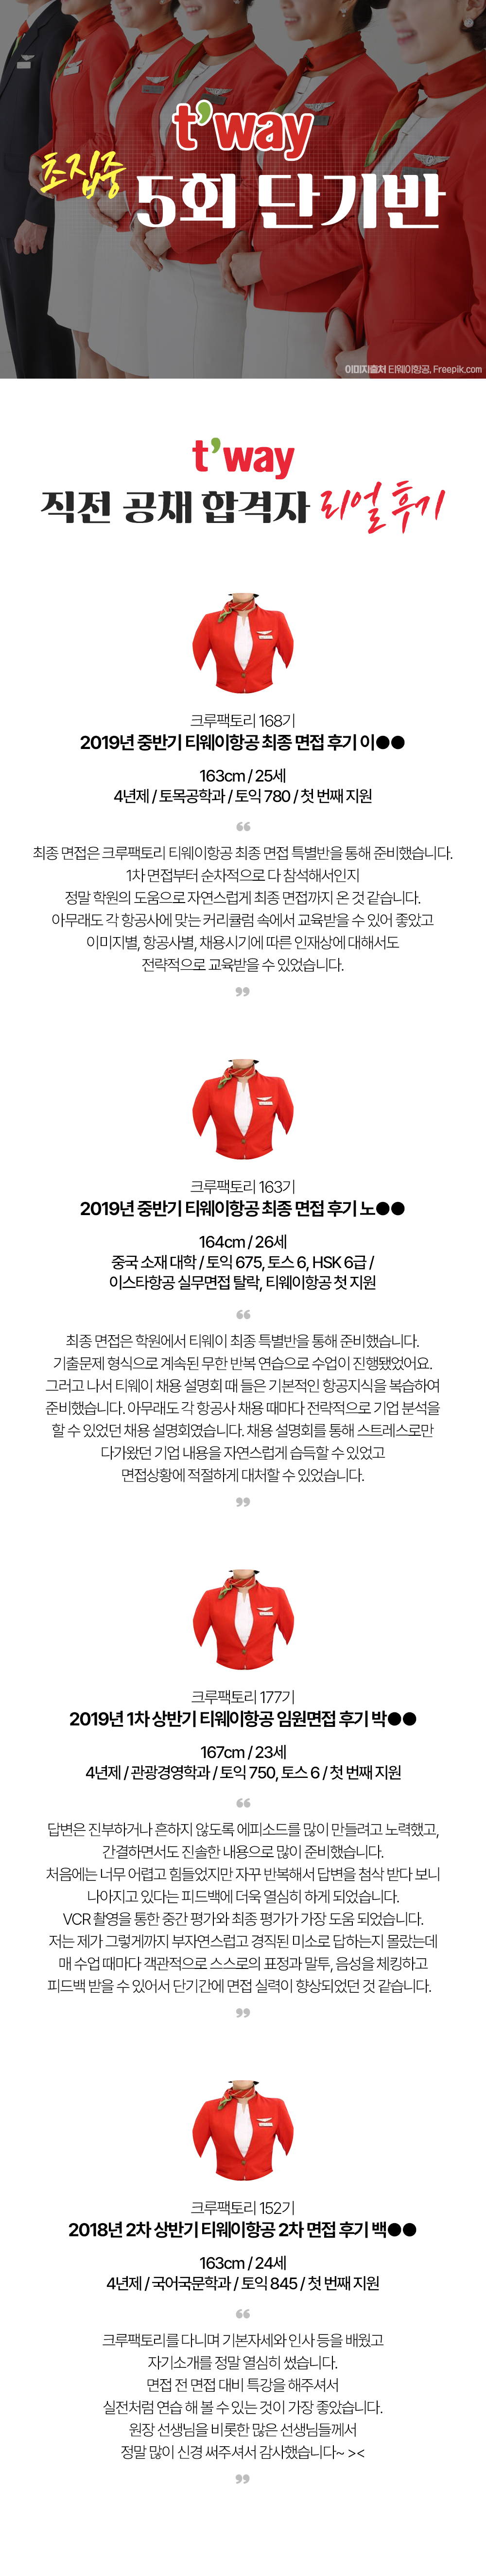 t'way
초집중
5회 단기반
이미지출처 티웨이항공, Freepik.com
t'way
직전 공채 합격자 리얼 후기
크루팩토리 168기
2019년 중반기 티웨이항공 최종 면접 후기 이●●
163cm / 25세
4년제 / 토목공학과 / 토익 780 / 첫 번째 지원
“
최종 면접은 크루팩토리 티웨이항공 최종 면접 특별반을 통해 준비했습니다.
1차 면접부터 순차적으로 다 참석해서인지
정말 학원의 도움으로 자연스럽게 최종 면접까지 온 것 같습니다.
아무래도 각 항공사에 맞는 커리큘럼 속에서 교육받을 수 있어 좋았고
이미지별, 항공사별, 채용시기에 따른 인재상에 대해서도
전략적으로 교육받을 수 있었습니다.
”
크루팩토리 163기
2019년 중반기 티웨이항공 최종 면접 후기 노●●
164cm / 26세
중국 소재 대학 / 토익 675, 토스 6, HSK 6급 /
이스타항공 실무면접 탈락, 티웨이항공 첫 지원
“
최종 면접은 학원에서 티웨이 최종 특별반을 통해 준비했습니다.
기출문제 형식으로 계속된 무한 반복 연습으로 수업이 진행됐었어요.
그러고 나서 티웨이 채용 설명회 때 들은 기본적인 항공지식을 복습하여
준비했습니다. 아무래도 각 항공사 채용 때마다 전략적으로 기업 분석을
할 수 있었던 채용 설명회였습니다. 채용 설명회를 통해 스트레스로만
다가왔던 기업 내용을 자연스럽게 습득할 수 있었고
면접상황에 적절하게 대처할 수 있었습니다.
”
크루팩토리 177기
2019년 1차 상반기 티웨이항공 임원면접 후기 박●●
167cm / 23세
4년제 / 관광경영학과 / 토익 750, 토스 6 / 첫 번째 지원
“
답변은 진부하거나 흔하지 않도록 에피소드를 많이 만들려고 노력했고,
간결하면서도 진솔한 내용으로 많이 준비했습니다.
처음에는 너무 어렵고 힘들었지만 자꾸 반복해서 답변을 첨삭 받다 보니
나아지고 있다는 피드백에 더욱 열심히 하게 되었습니다.
VCR 촬영을 통한 중간 평가와 최종 평가가 가장 도움 되었습니다.
저는 제가 그렇게까지 부자연스럽고 경직된 미소로 답하는지 몰랐는데
매 수업 때마다 객관적으로 스스로의 표정과 말투, 음성을 체킹하고
피드백 받을 수 있어서 단기간에 면접 실력이 향상되었던 것 같습니다.
”
크루팩토리 152기
2018년 2차 상반기 티웨이항공 2차 면접 후기 백●●
163cm / 24세
4년제 / 국어국문학과 / 토익 845 / 첫 번째 지원
“
크루팩토리를 다니며 기본자세와 인사 등을 배웠고
자기소개를 정말 열심히 썼습니다.
면접 전 면접 대비 특강을 해주셔서
실전처럼 연습 해 볼 수 있는 것이 가장 좋았습니다.
원장 선생님을 비롯한 많은 선생님들께서
정말 많이 신경 써주셔서 감사했습니다~ ><
”